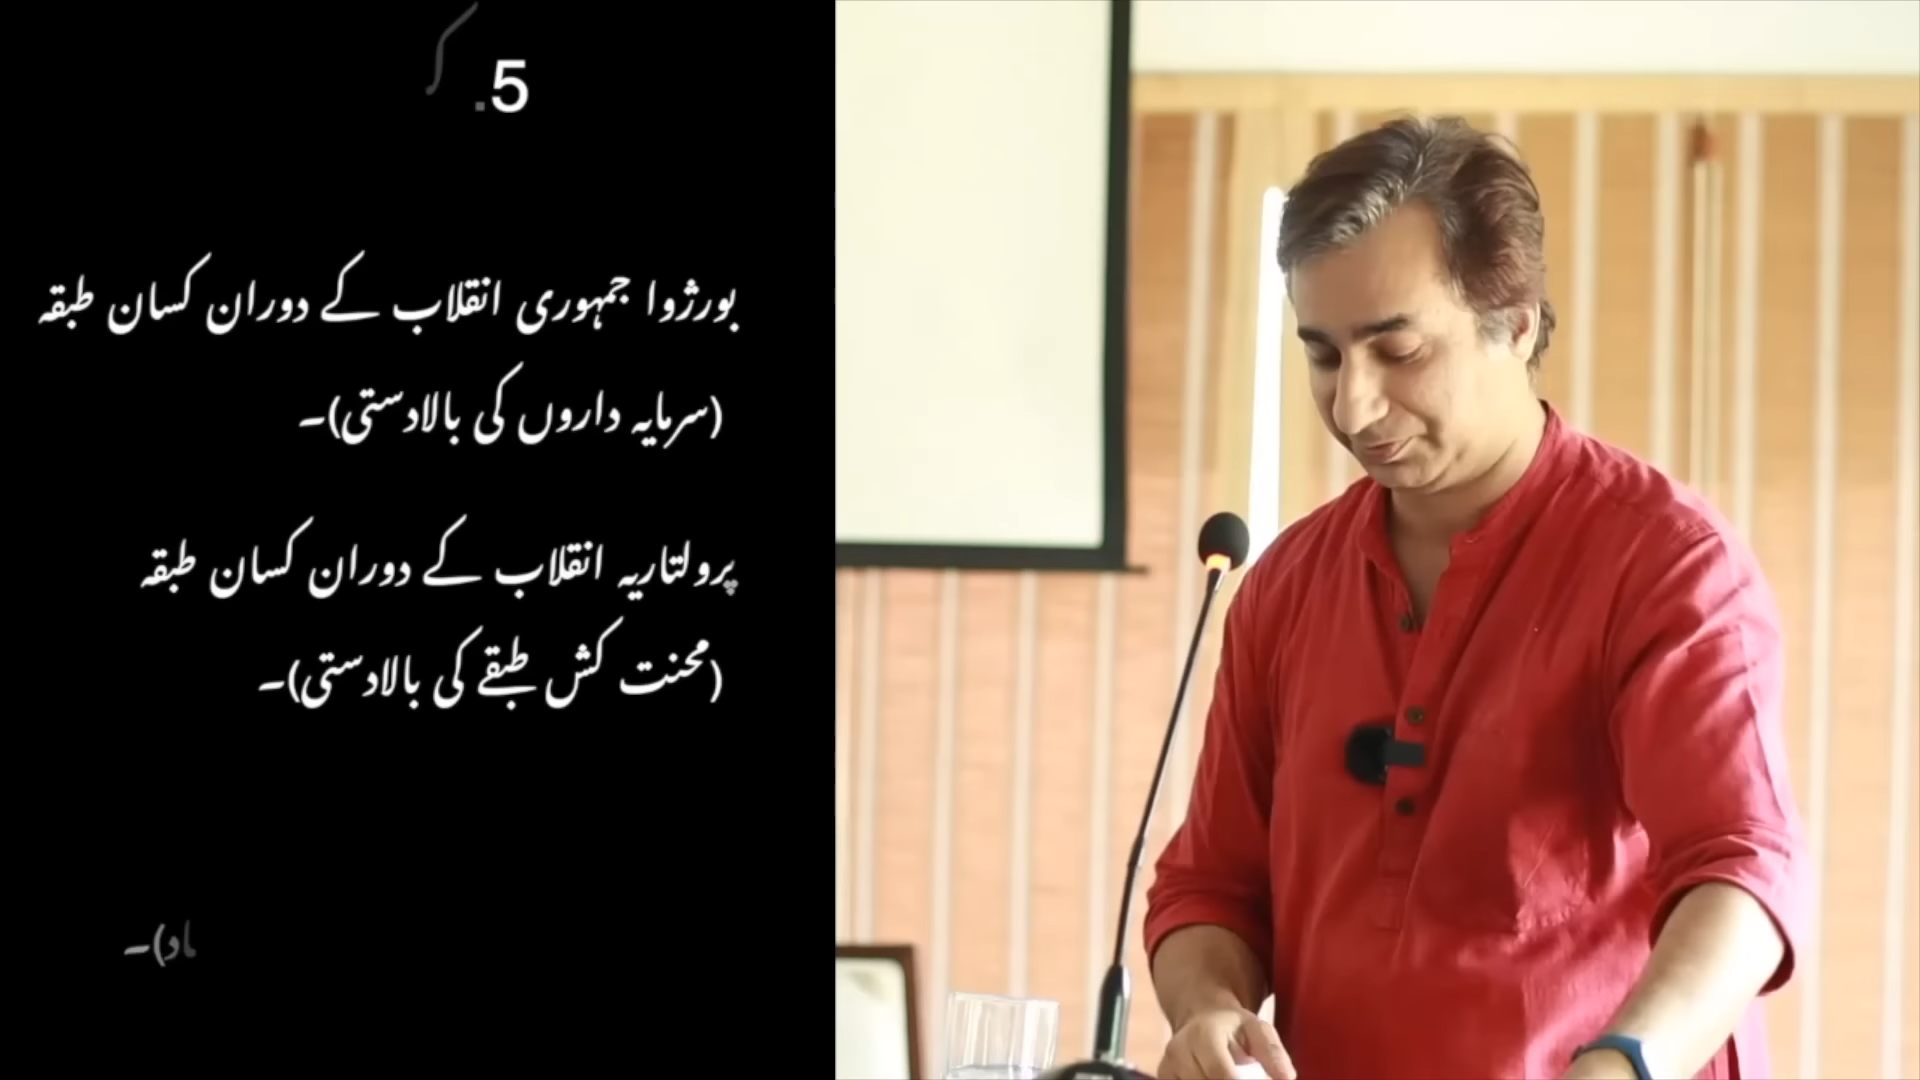 5.
بورژوا جمہوری انقلاب کے دوران کسان طبقہ
(سرمایہ داروں کی بالادستی)۔
پرولتاریہ انقلاب کے دوران کسان طبقہ
(محنت کش طبقے کی بالادستی)۔